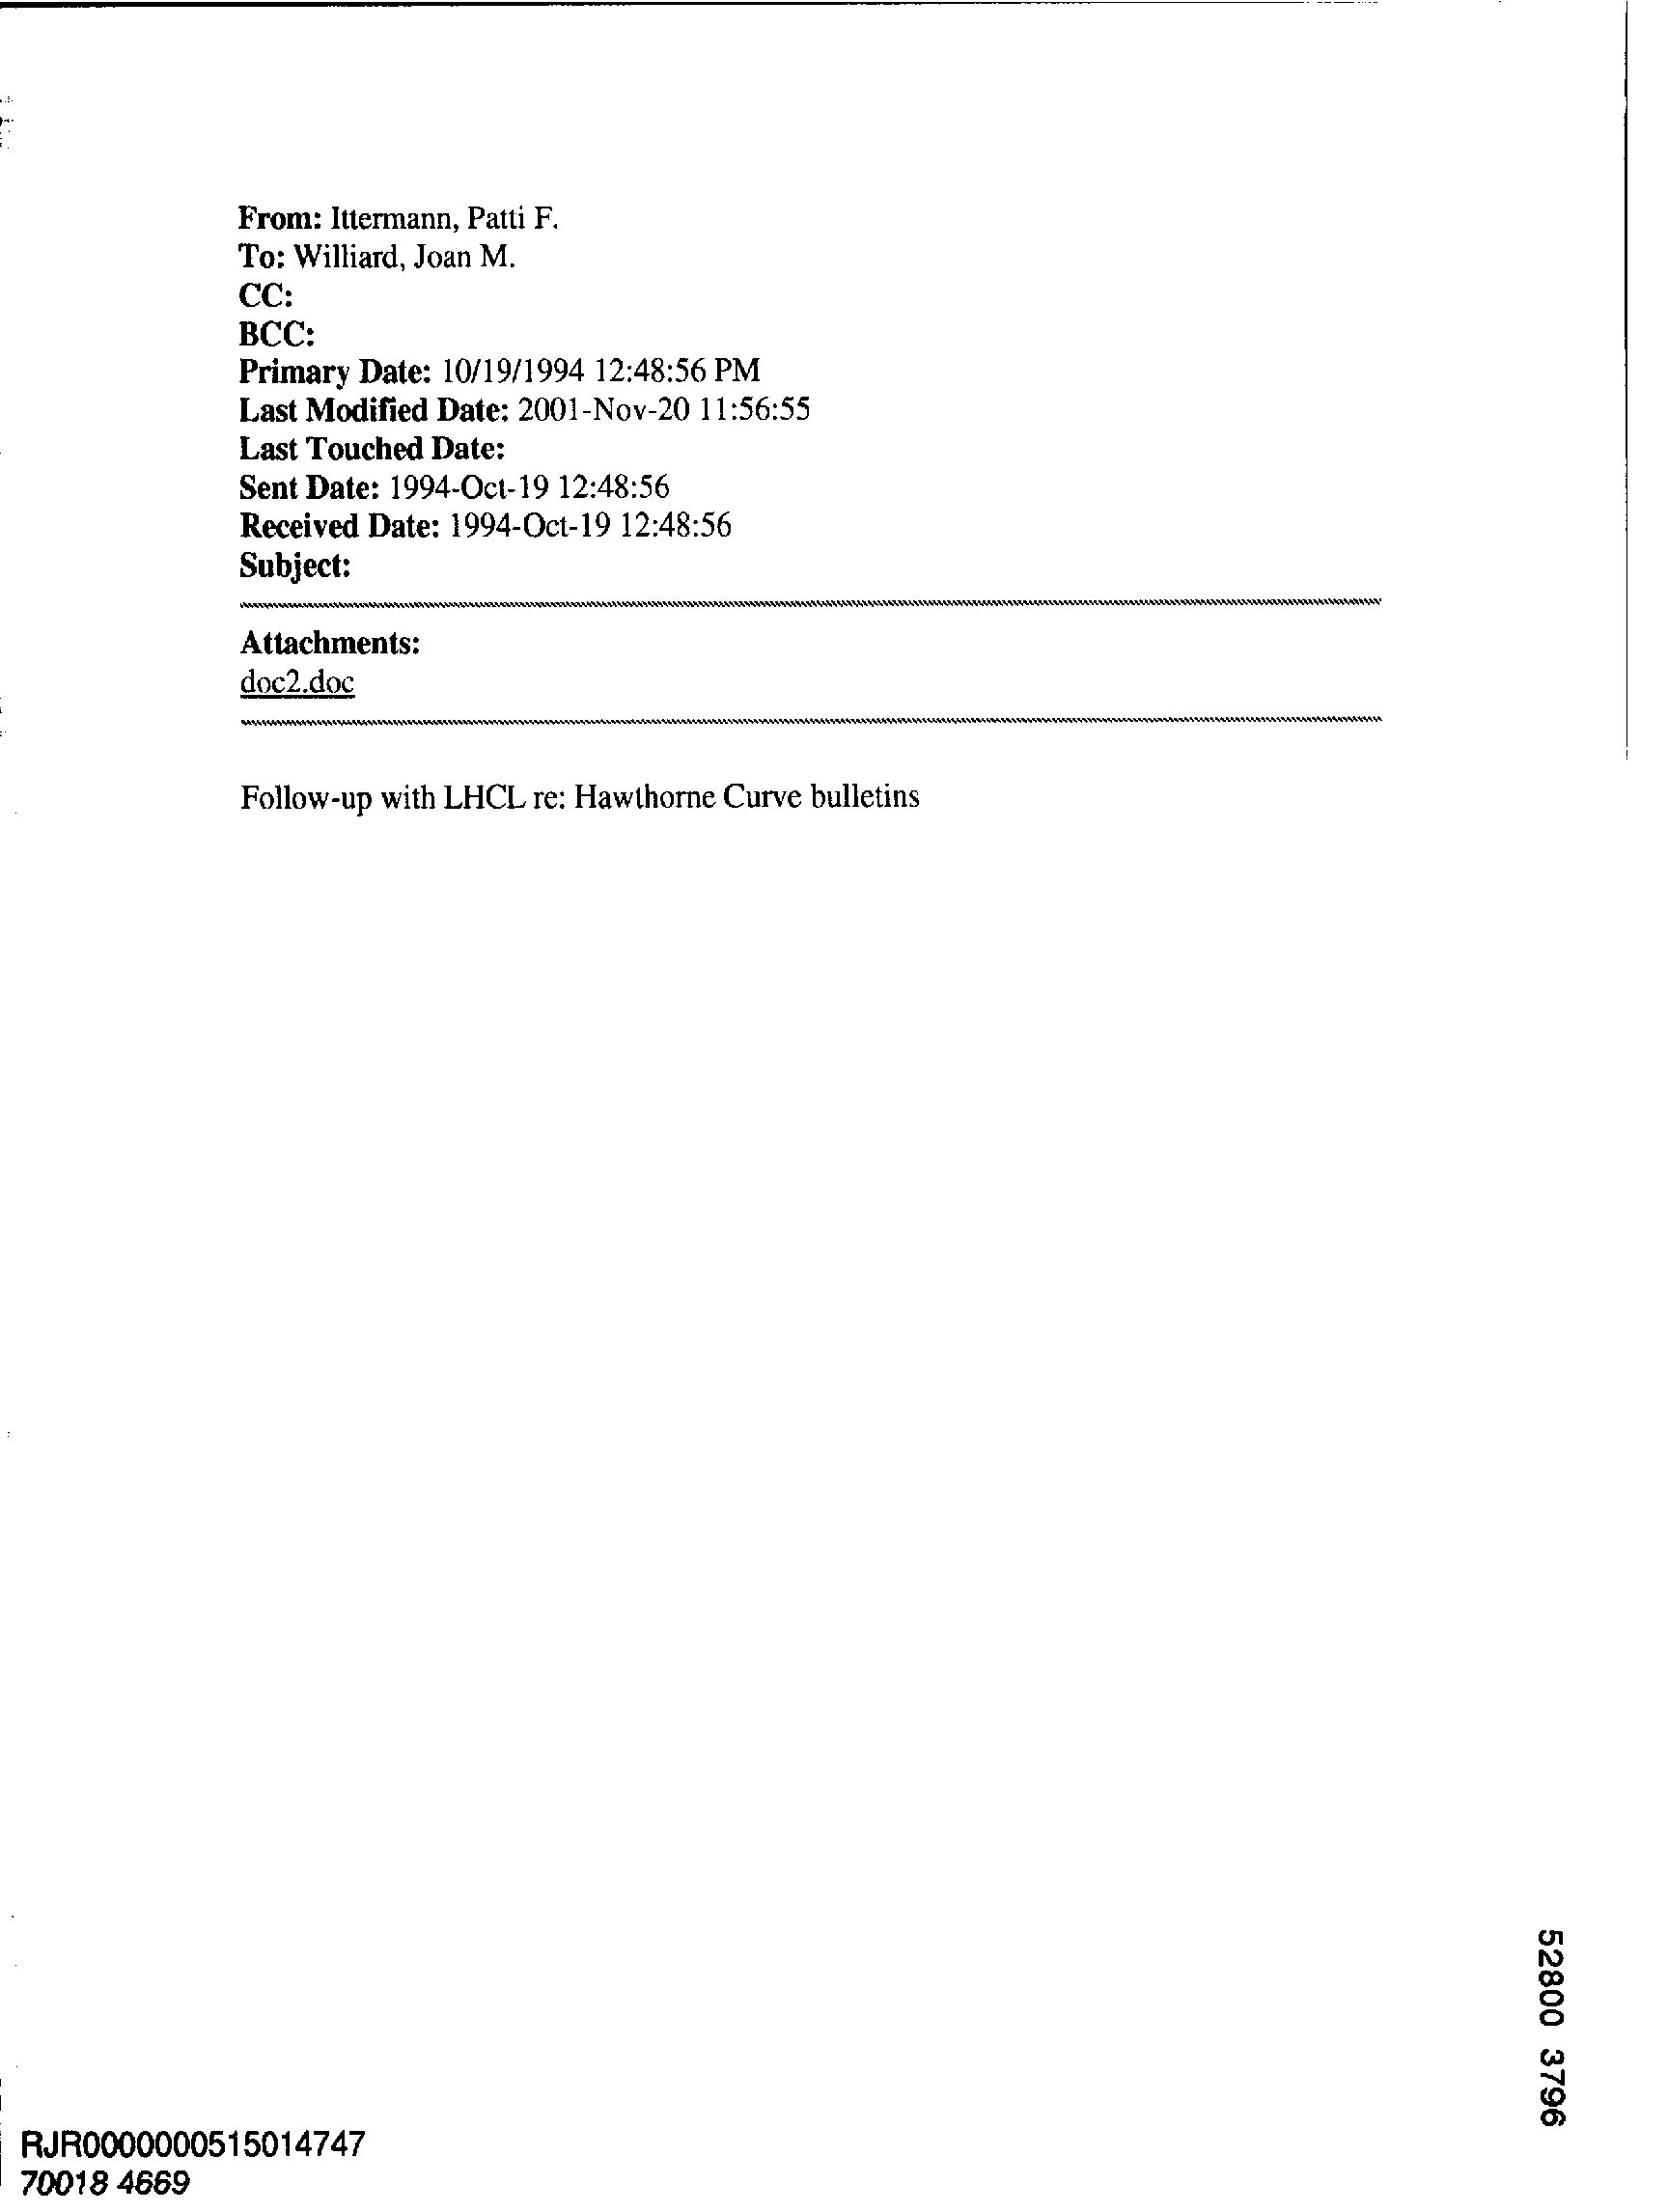 From: Ittermann, Patti F.
To: Williard, Joan M.
CC:
BCC:
Primary Date: 10/19/1994 12:48:56 PM
Last Modified Date: 2001-Nov-20 11:56:55
Last Touched Date:
Sent Date: 1994-Oct-19 12:48:56
Received Date: 1994-Oct-19 12:48:56
Subject:
Attachments:
doc2.doc
Follow-up with LHCL re: Hawthorne Curve bulletins
52800 3796
RJR0000000515014747
70018 4669